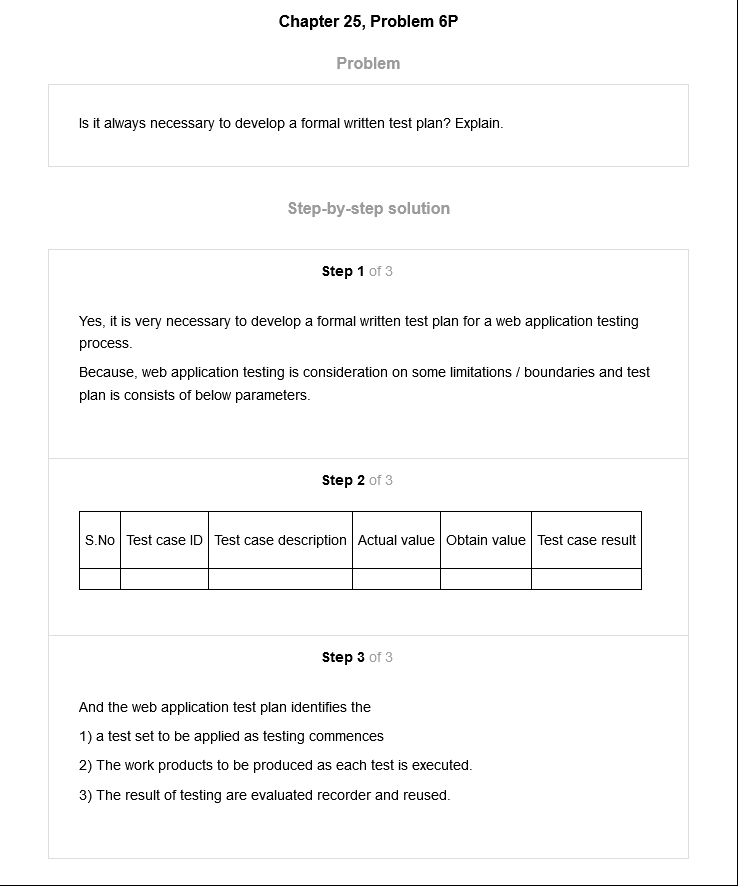 Chapter 25, Problem 6P
Problem
Is it always necessary to develop a formal written test plan? Explain.
Step-by-step solution
Step 1 of 3
Yes, it is very necessary to develop a formal written test plan for a web application testing
process.
Because, web application testing is consideration on some limitations / boundaries and test
plan is consists of below parameters.
Step 2 of 3
S.No Test case ID Test case description Actual value Obtain value Test case result
Step 3 of 3
And the web application test plan identifies the
1) a test set to be applied as testing commences
2) The work products to be produced as each test is executed.
3) The result of testing are evaluated recorder and reused.